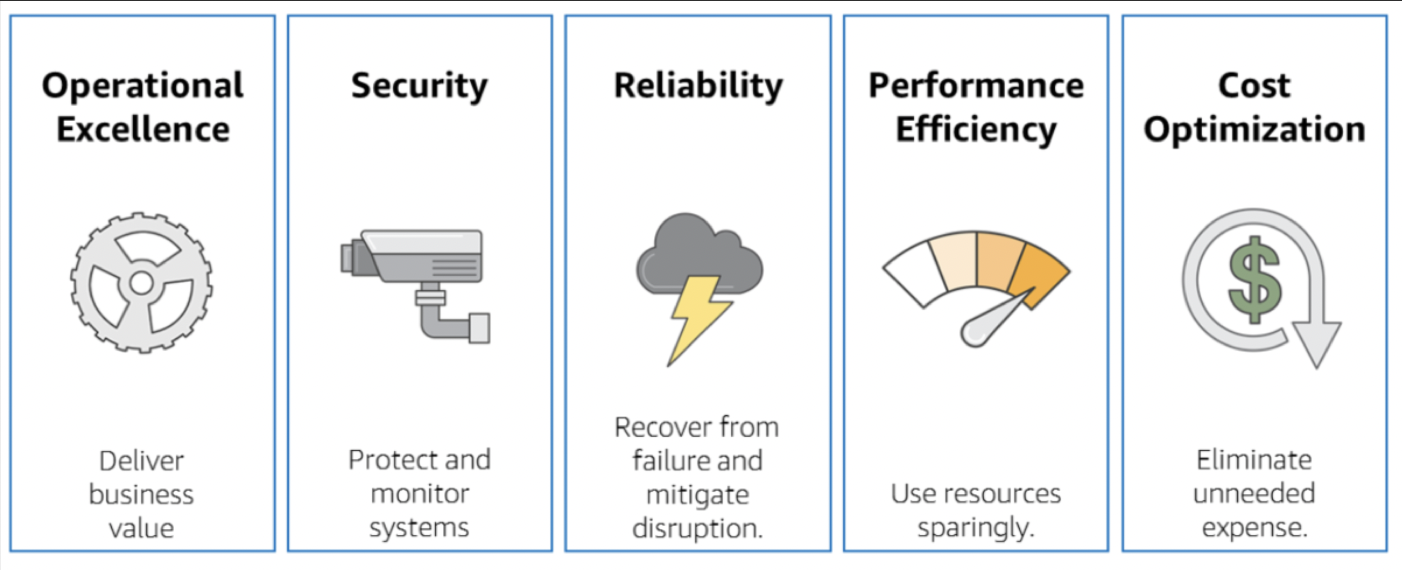 Operational
Excellence
Deliver
business
value
Security
Protect and
monitor
systems
Reliability
Recover from
failure and
mitigate
disruption.
Performance
Efficiency
Use resources
sparingly.
Cost
Optimization
$
Eliminate
unneeded
expense.